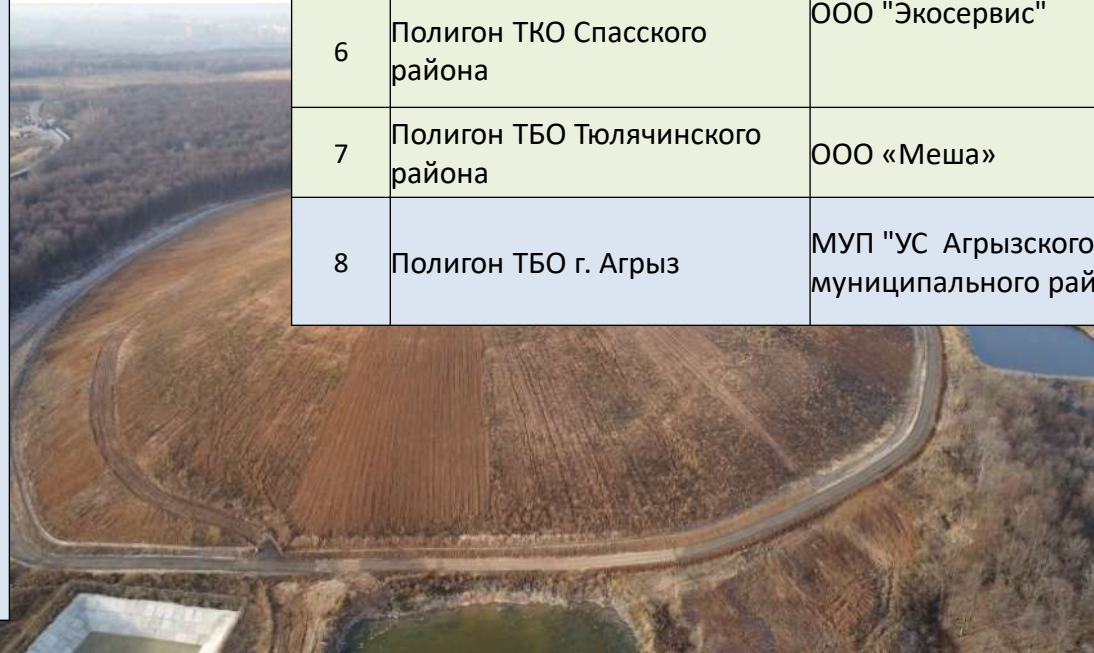 ООО "Экосервис"
6
Полигон ТКО Спасского
района
7
Полигон ТБО Тюлячинского
района
ООО «Меша»
8
Полигон ТБО г. Агрыз
МУП "УС Агрызского
муниципального рай